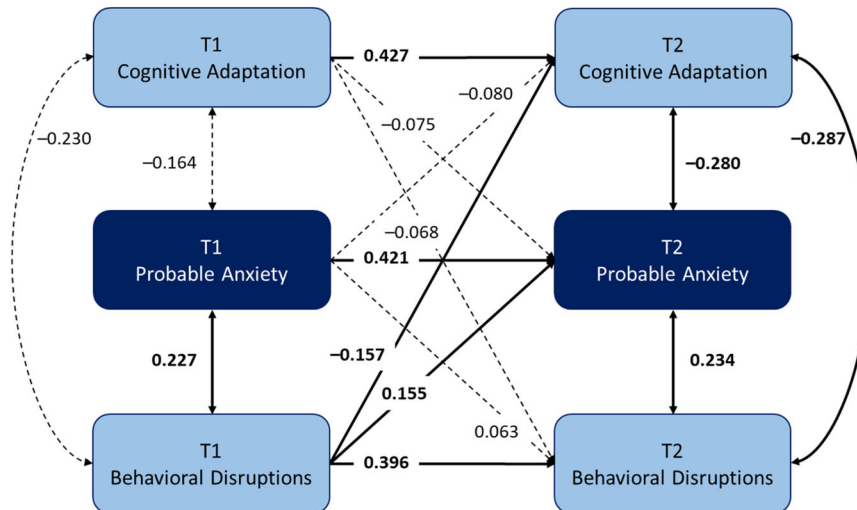 T1
Cognitive Adaptation
0.427
T2
Cognitive Adaptation
–0.080
–0.075
–0.230
–0.287
–0.164
–0.280
–0.068
T1
Probable Anxiety
0.421
T2
Probable Anxiety
0.227
–0.157
0.234
0.155
0.063
T1
Behavioral Disruptions
0.396
T2
Behavioral Disruptions